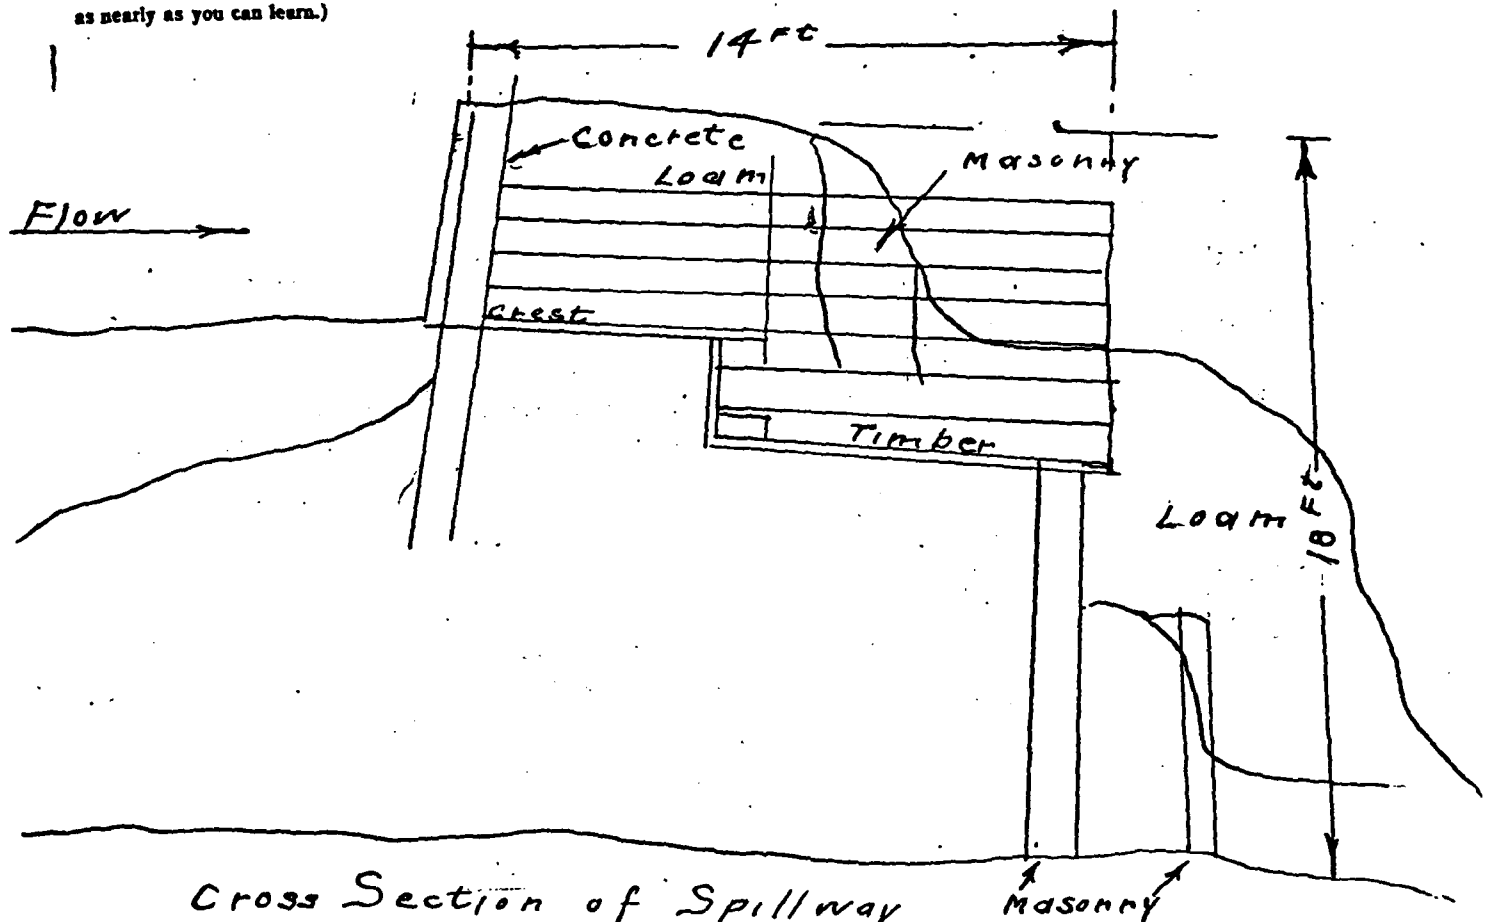 as nearly as you can learn.)
14 Ft
Concrete
Loam
Masonry
Flow
Crest
Timber
Loam
18 Ft
Cross Section of Spillway
Masonry